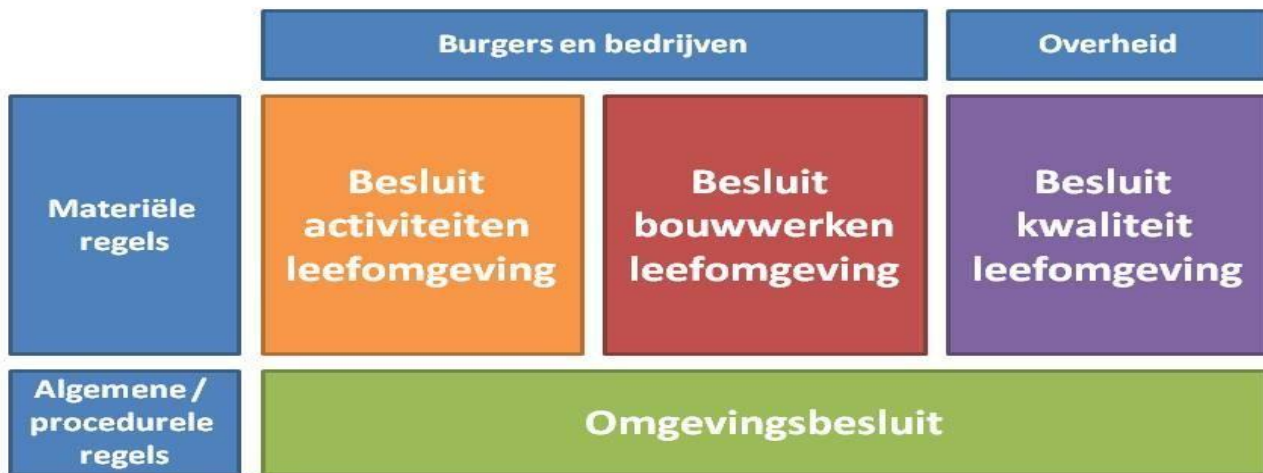 Burgers en bedrijven
Overheid
Materiële
regels
Besluit
activiteiten
leefomgeving
Besluit
bouwwerken
leefomgeving
Besluit
kwaliteit
leefomgeving
Algemene /
procedurele
regels
Omgevingsbesluit